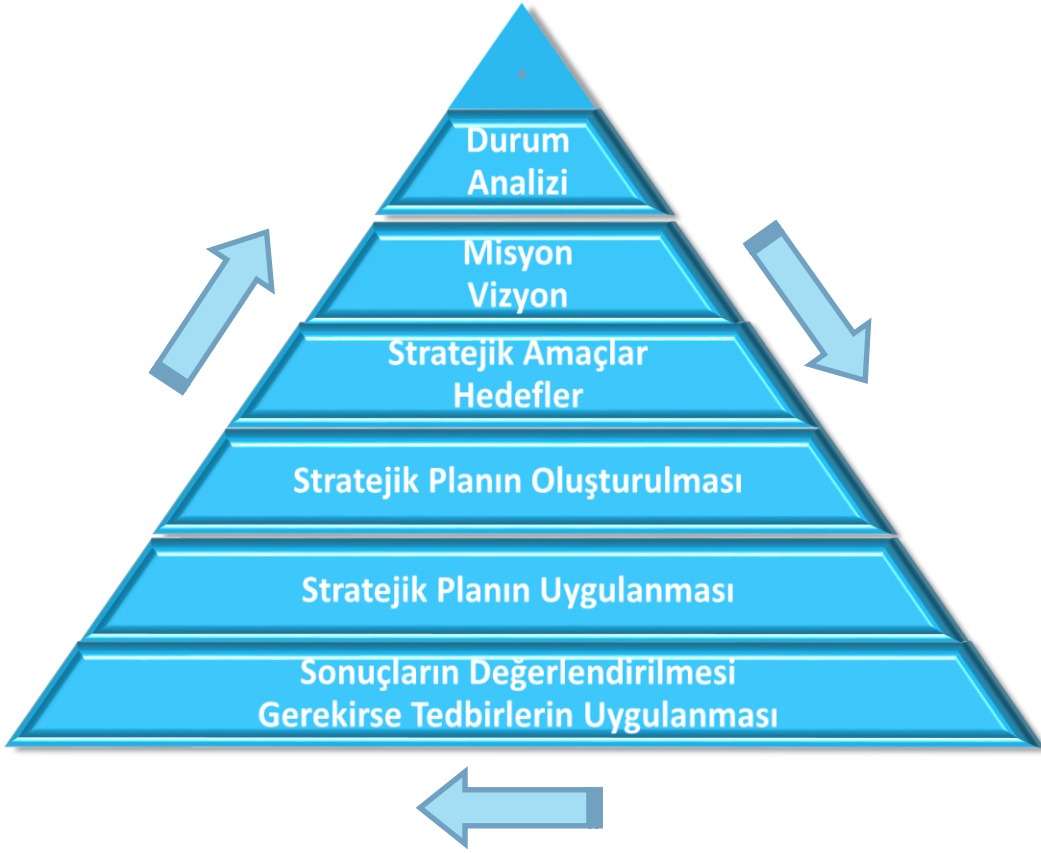 Durum
Analizi
Misyon
Vizyon
Stratejik Amaçlar
Hedefler
Stratejik Planın Oluşturulması
Stratejik Planın Uygulanması
Sonuçların Değerlendirilmesi
Gerekirse Tedbirlerin Uygulanması